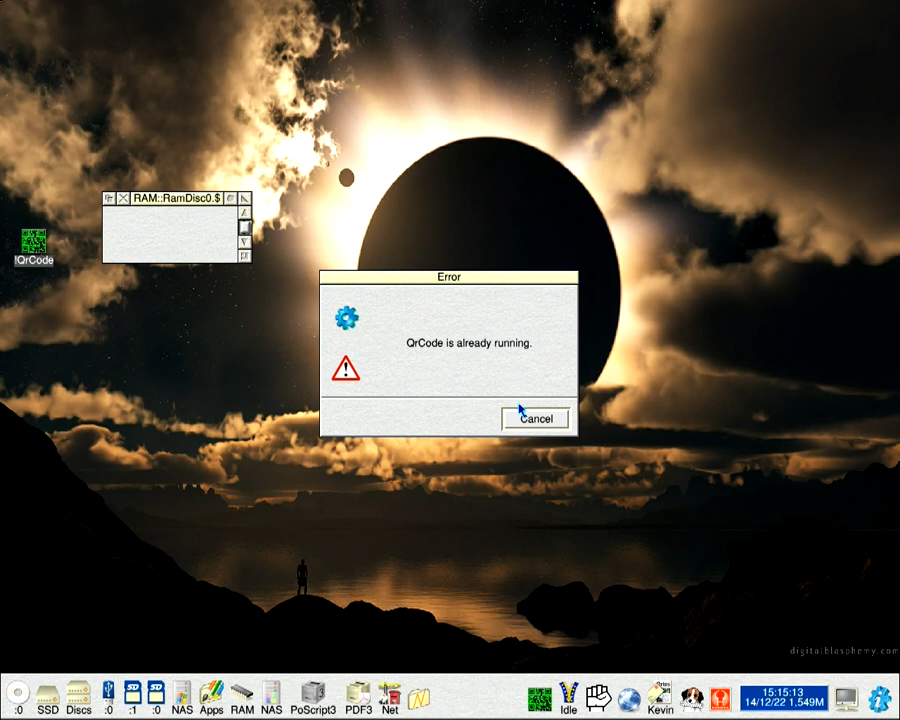 RAM::RamDisc0.$
!QrCode
Error
QrCode is already running.
Cancel
digitalblasphemy.com
:0 SSD Discs :0 :1 :0 NAS Apps RAM NAS PoScript3 PDF3 Net Idle Kevin
15:15:13
14/12/22 1,549M